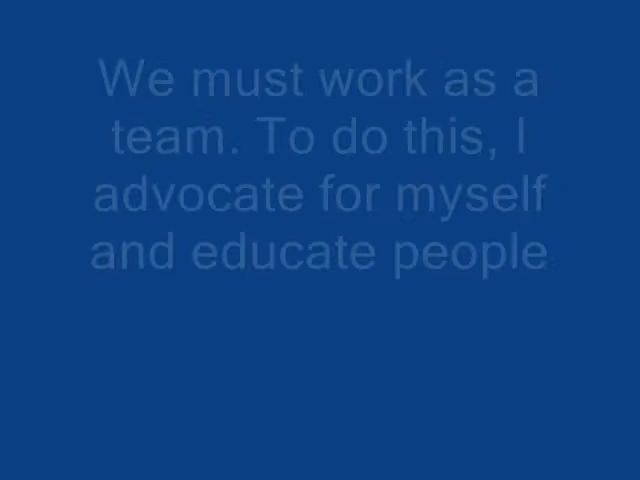 We must work as a
team. To do this, I
advocate for myself
and educate people